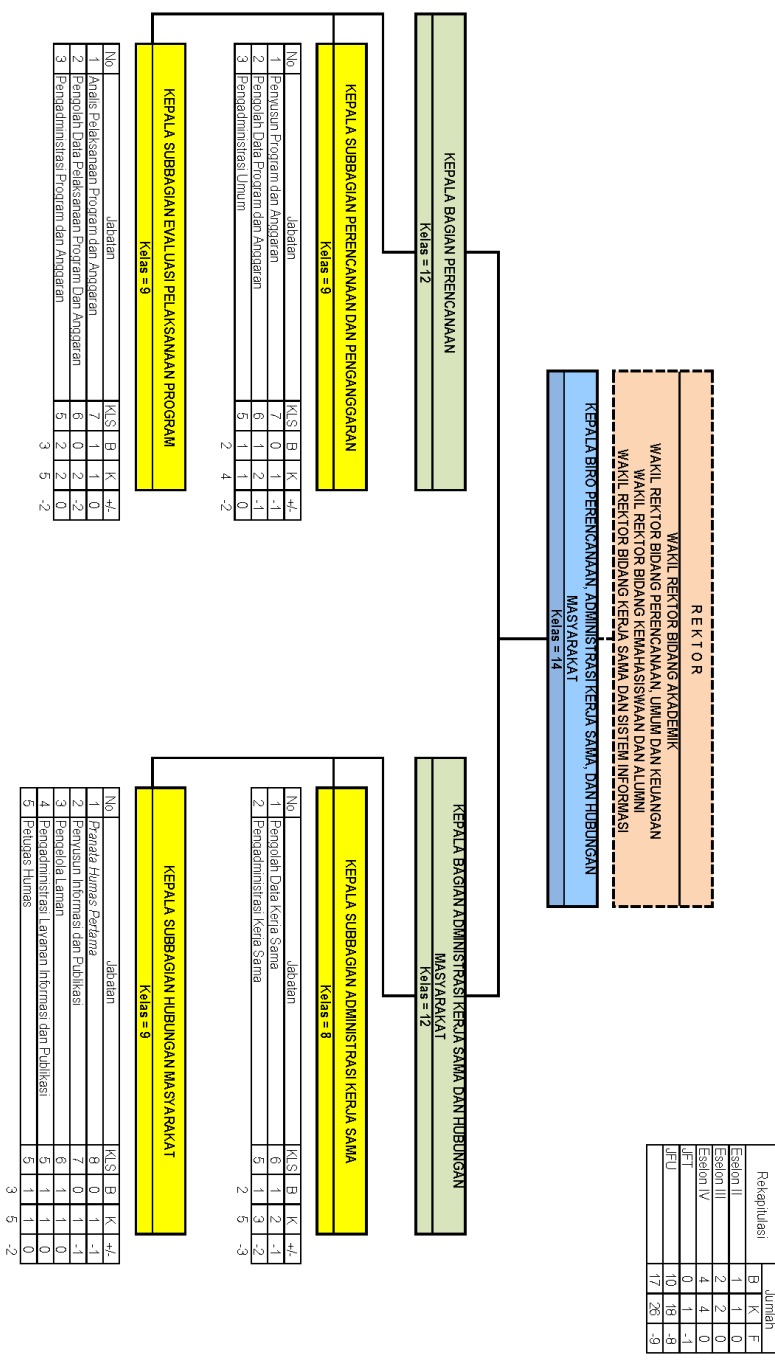 R E K T O R
WAKIL REKTOR BIDANG AKADEMIK
WAKIL REKTOR BIDANG PERENCANAAN, UMUM DAN KEUANGAN
WAKIL REKTOR BIDANG KEMAHASISWAAN DAN ALUMNI
WAKIL REKTOR BIDANG KERJA SAMA DAN SISTEM INFORMASI
Rekapitulasi Jumlah
B K F
Eselon II 1 1 0
Eselon III 2 2 0
Eselon IV 4 4 0
JFT 0 1 -1
JFU 10 18 -8
17 26 -9
KEPALA BIRO PERENCANAAN, ADMINISTRASI KERJA SAMA, DAN HUBUNGAN
MASYARAKAT
Kelas = 14
KEPALA BAGIAN PERENCANAAN
Kelas = 12
KEPALA BAGIAN ADMINISTRASI KERJA SAMA DAN HUBUNGAN
MASYARAKAT
Kelas = 12
KEPALA SUBBAGIAN PERENCANAAN DAN PENGANGGARAN
Kelas = 9
No Jabatan KLS B K +/-
1 Penyusun Program dan Anggaran 7 0 1 -1
2 Pengolah Data Program dan Anggaran 6 1 2 -1
3 Pengadministrasi Umum 5 1 1 0
2 4 -2
KEPALA SUBBAGIAN ADMINISTRASI KERJA SAMA
Kelas = 8
No Jabatan KLS B K +/-
1 Pengolah Data Kerja Sama 6 1 2 -1
2 Pengadministrasi Kerja Sama 5 1 3 -2
2 5 -3
KEPALA SUBBAGIAN EVALUASI PELAKSANAAN PROGRAM
Kelas = 9
No Jabatan KLS B K +/-
1 Analis Pelaksanaan Program dan Anggaran 7 1 1 0
2 Pengolah Data Pelaksanaan Program Dan Anggaran 6 0 2 -2
3 Pengadministrasi Program dan Anggaran 5 2 2 0
3 5 -2
KEPALA SUBBAGIAN HUBUNGAN MASYARAKAT
Kelas = 9
No Jabatan KLS B K +/-
1 Pranata Humas Pertama 8 0 1 -1
2 Penyusun Informasi dan Publikasi 7 0 1 -1
3 Pengelola Laman 6 1 1 0
4 Pengadministrasi Layanan Informasi dan Publikasi 5 1 1 0
5 Petugas Humas 5 1 1 0
3 5 -2